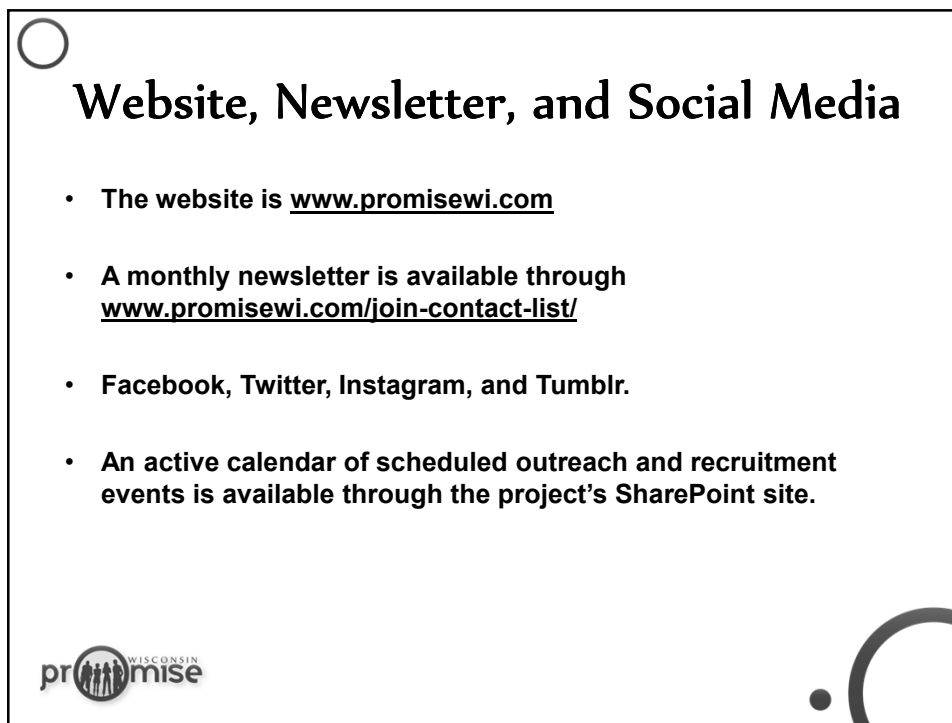 Website, Newsletter, and Social Media
• The website is www.promisewi.com
• A monthly newsletter is available through
www.promisewi.com/join-contact-list/
• Facebook, Twitter, Instagram, and Tumblr.
• An active calendar of scheduled outreach and recruitment
events is available through the project's SharePoint site.
WISCONSIN
promise